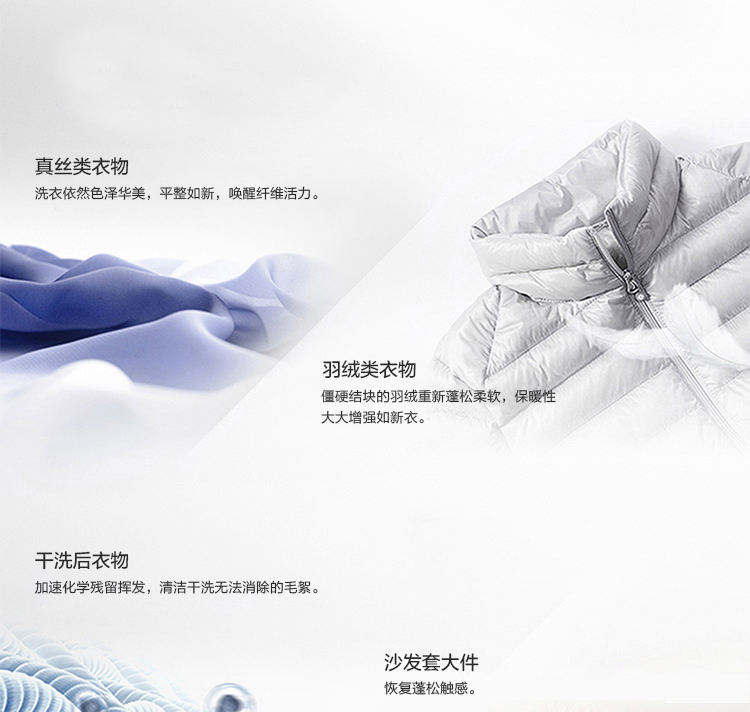 真丝类衣物
洗衣依然色泽华美，平整如新，唤醒纤维活力。
羽绒类衣物
僵硬结块的羽绒重新蓬松柔软，保暖性
大大增强如新衣。
干洗后衣物
加速化学残留挥发，清洁干洗无法消除的毛絮。
沙发套大件
恢复蓬松触感。